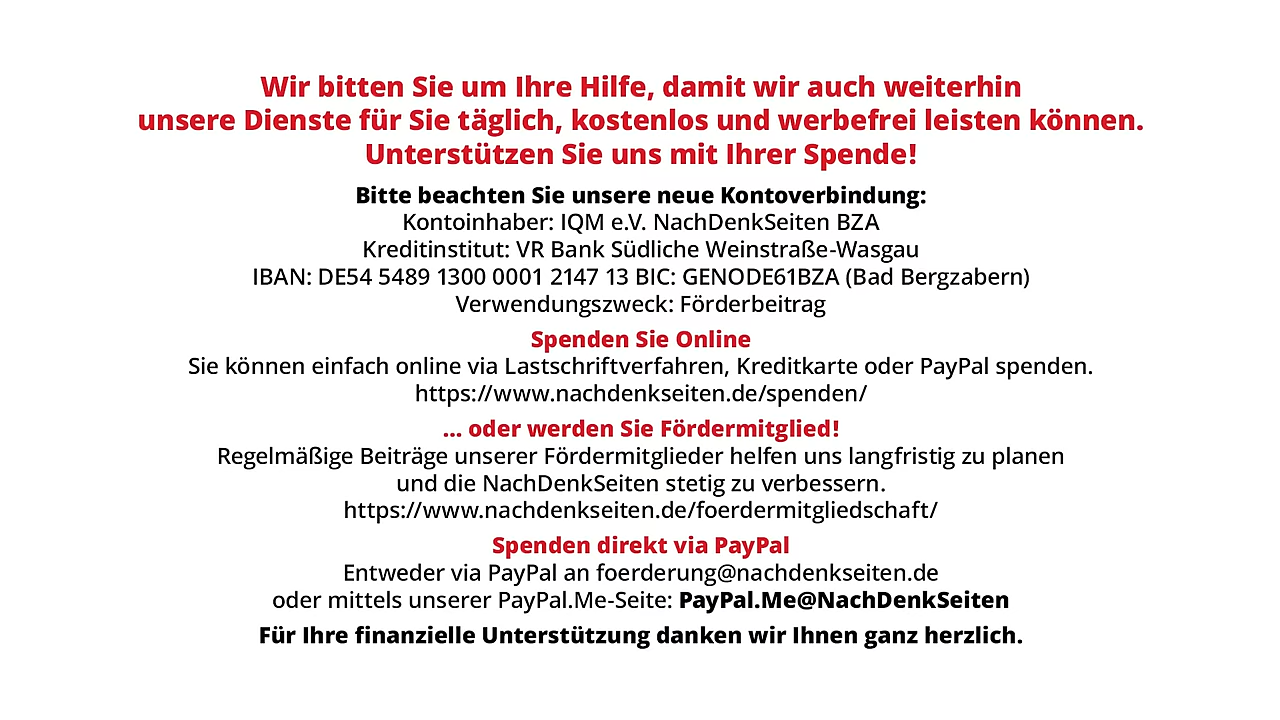 Wir bitten Sie um Ihre Hilfe, damit wir auch weiterhin
unsere Dienste für Sie täglich, kostenlos und werbefrei leisten können.
Unterstützen Sie uns mit Ihrer Spende!
Bitte beachten Sie unsere neue Kontoverbindung:
Kontoinhaber: IQM e.V. NachDenkSeiten BZA
Kreditinstitut: VR Bank Südliche Weinstraße-Wasgau
IBAN: DE54 5489 1300 0001 2147 13 BIC: GENODE61BZA (Bad Bergzabern)
Verwendungszweck: Förderbeitrag
Spenden Sie Online
Sie können einfach online via Lastschriftverfahren, Kreditkarte oder PayPal spenden.
https://www.nachdenkseiten.de/spenden/
... oder werden Sie Fördermitglied!
Regelmäßige Beiträge unserer Fördermitglieder helfen uns langfristig zu planen
und die NachDenkSeiten stetig zu verbessern.
https://www.nachdenkseiten.de/foerdermitgliedschaft/
Spenden direkt via PayPal
Entweder via PayPal an foerderung@nachdenkseiten.de
oder mittels unserer PayPal.Me-Seite: PayPal.Me@NachDenkSeiten
Für Ihre finanzielle Unterstützung danken wir Ihnen ganz herzlich.